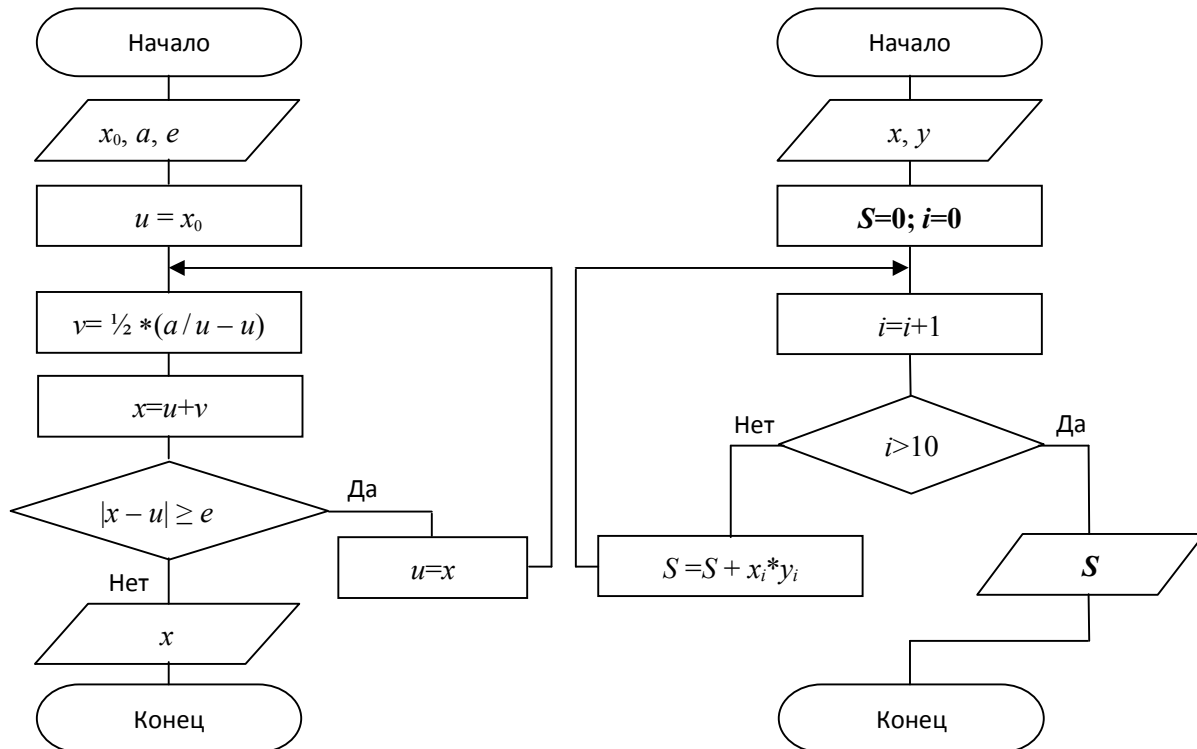 Начало
x₀, a, e
u = x₀
v= ½ *(a / u – u)
x=u+v
|x – u| ≥ e
Да
u=x
Нет
x
Конец
Начало
x, y
S=0; i=0
i=i+1
i>10
Нет
Да
S =S + xᵢ*yᵢ
S
Конец